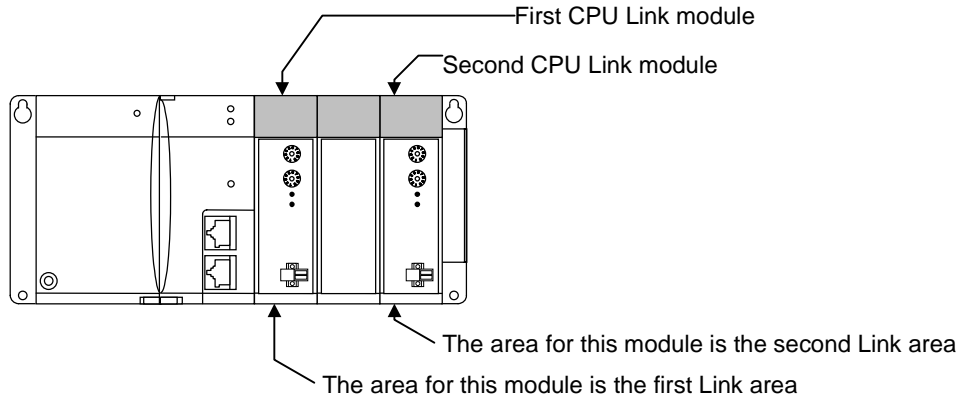 First CPU Link module
Second CPU Link module
The area for this module is the second Link area
The area for this module is the first Link area